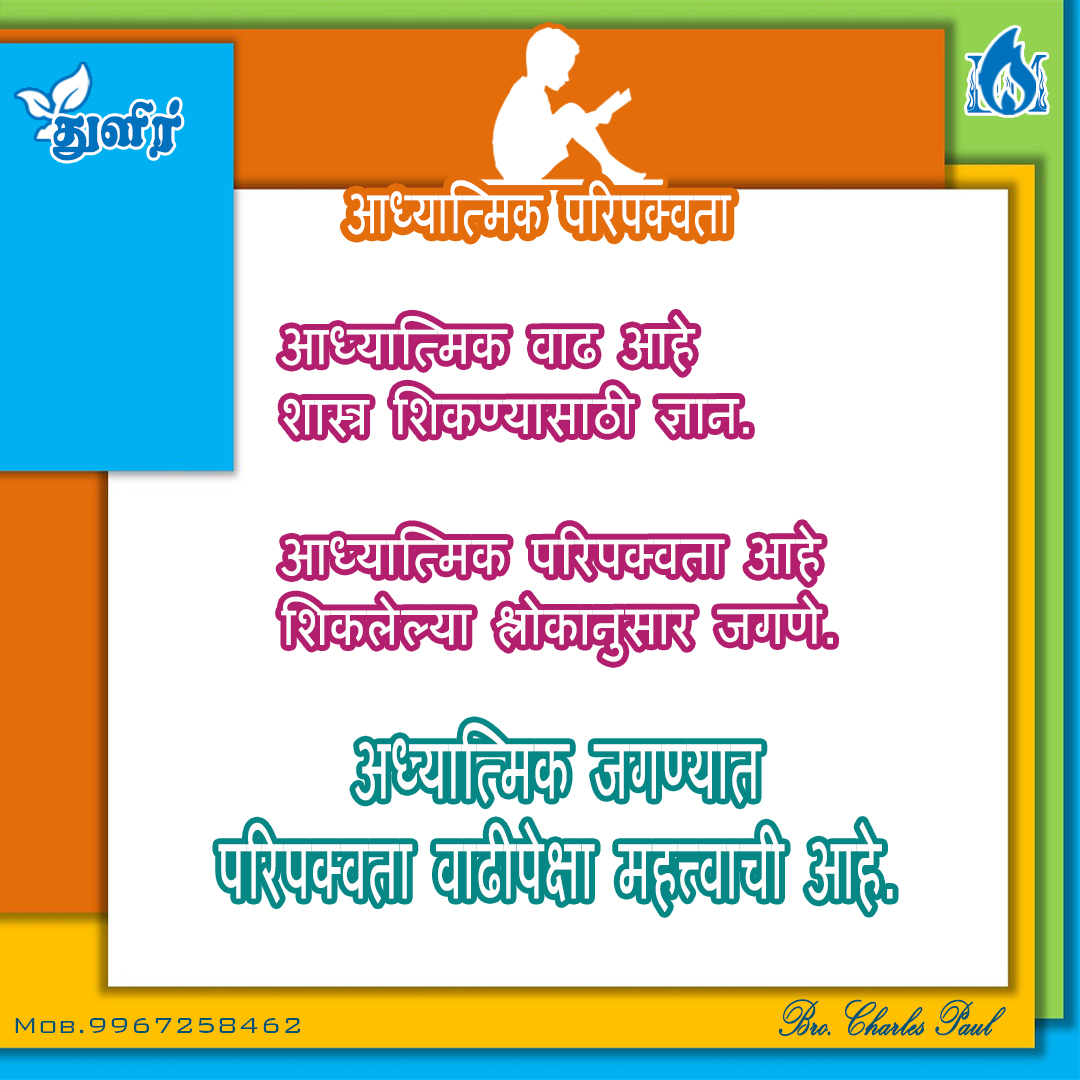 துளிர்
आध्यात्मिक परिपक्वता
आध्यात्मिक वाढ आहे
शास्त्र शिकण्यासाठी ज्ञान.
आध्यात्मिक परिपक्वता आहे
शिकलेल्या श्लोकानुसार जगणे.
अध्यात्मिक जगण्यात
परिपक्वता वाढीपेक्षा महत्त्वाची आहे.
Mob.9967258462
Bro. Charles Paul